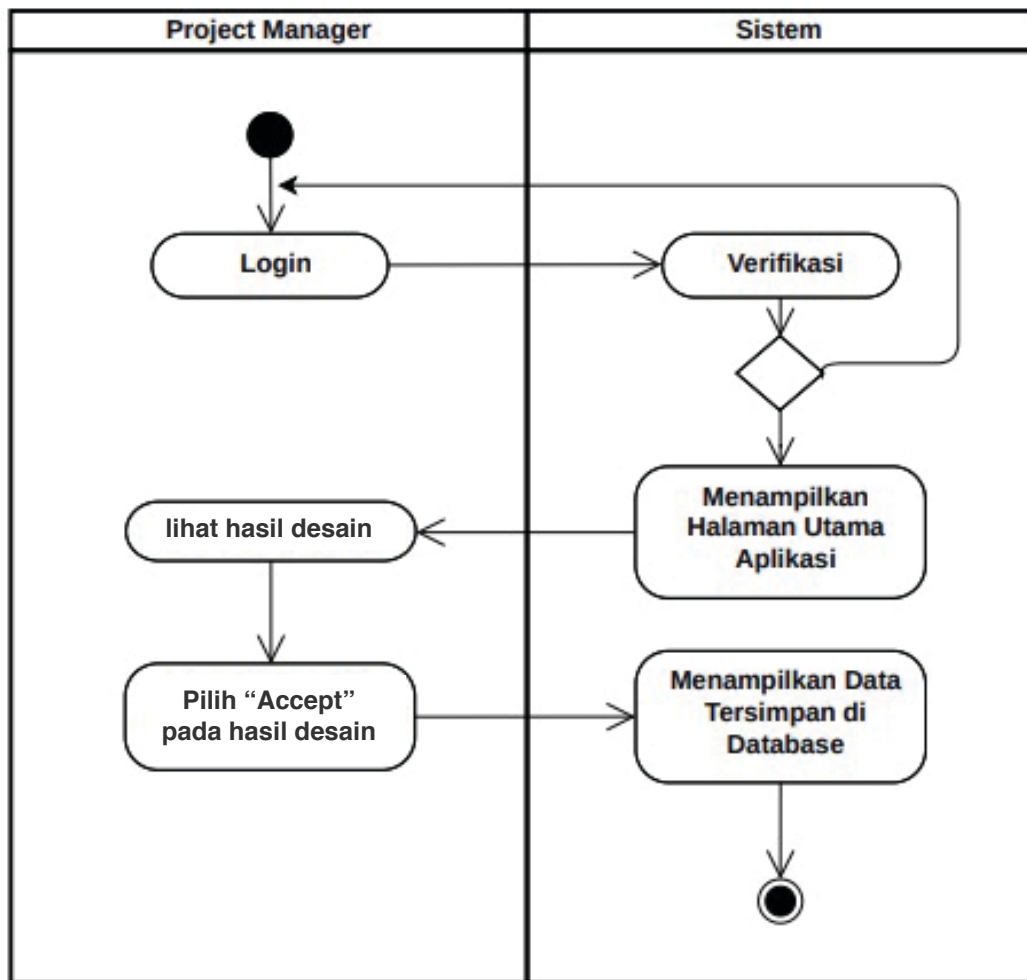 Project Manager
Sistem
Login
Verifikasi
Menampilkan
Halaman Utama
Aplikasi
lihat hasil desain
Pilih “Accept”
pada hasil desain
Menampilkan Data
Tersimpan di
Database